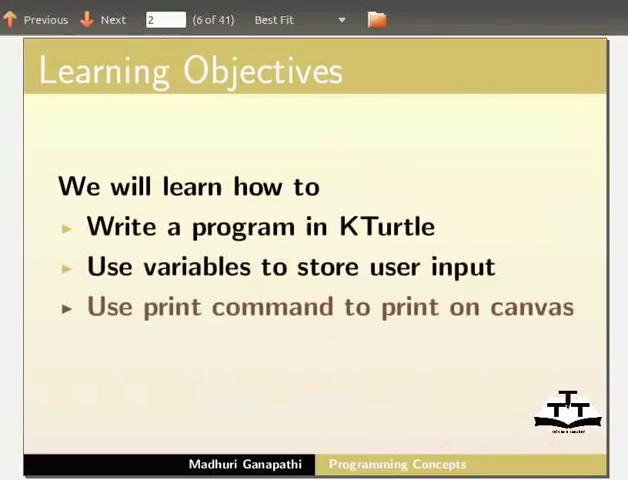 Previous Next 2 (6 of 41) Best Fit
Learning Objectives
We will learn how to
Write a program in KTurtle
Use variables to store user input
Use print command to print on canvas
TTT
Madhuri Ganapathi Programming Concepts